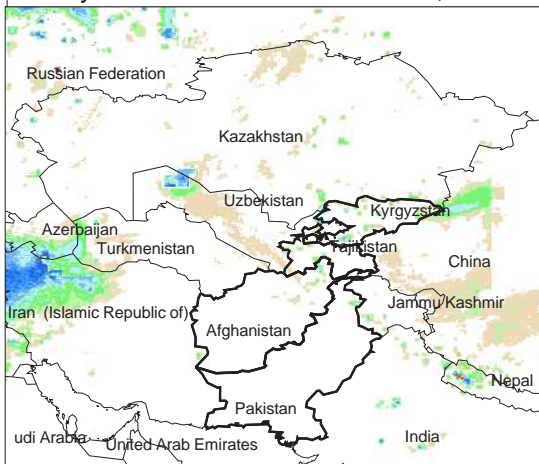 Russian Federation
Kazakhstan
Uzbekistan
Kyrgyzstan
Azerbaijan
Turkmenistan
Tajikistan
China
Iran (Islamic Republic of)
Jammu Kashmir
Afghanistan
Nepal
Pakistan
udi Arabia
United Arab Emirates
India